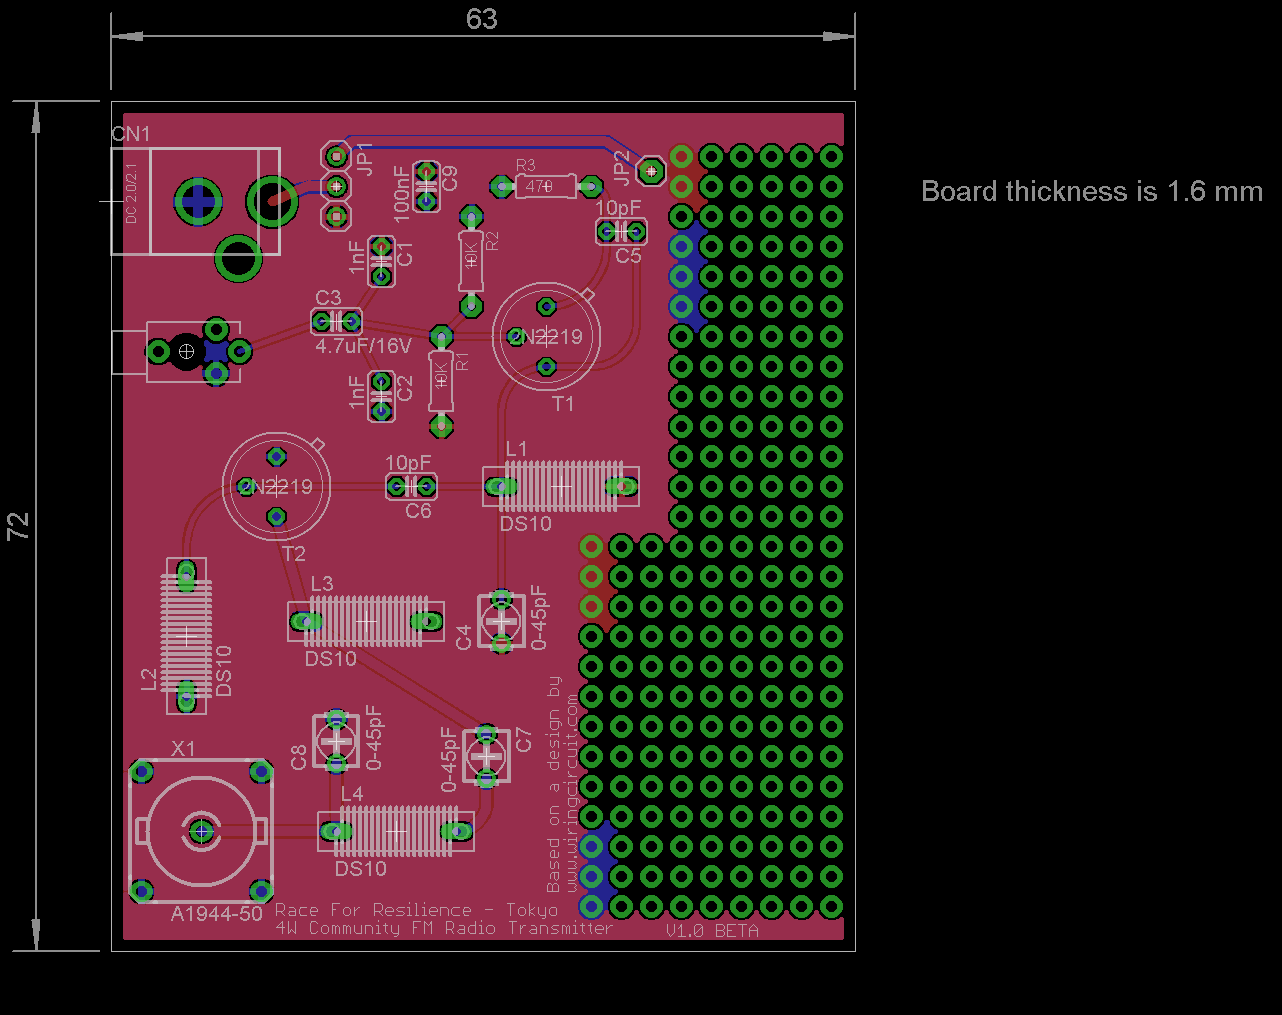 63
CN1
DC 2.0/2.1
JP1
100nF
C9
R3
470
JP2
Board thickness is 1.6 mm
10pF
C5
R2
10K
1nF
C1
C3
4.7uF/16V
2N2219
T1
R1
10K
1nF
C2
10pF
C6
L1
DS10
2N2219
T2
72
L3
DS10
C4
0-45pF
L2
DS10
X1
C8
0-45pF
0-45pF
C7
L4
DS10
Based on a design by
www.wiringcircuit.com
A1944-50
Race For Resilience - Tokyo
4W Community FM Radio Transmitter
V1.0 BETA